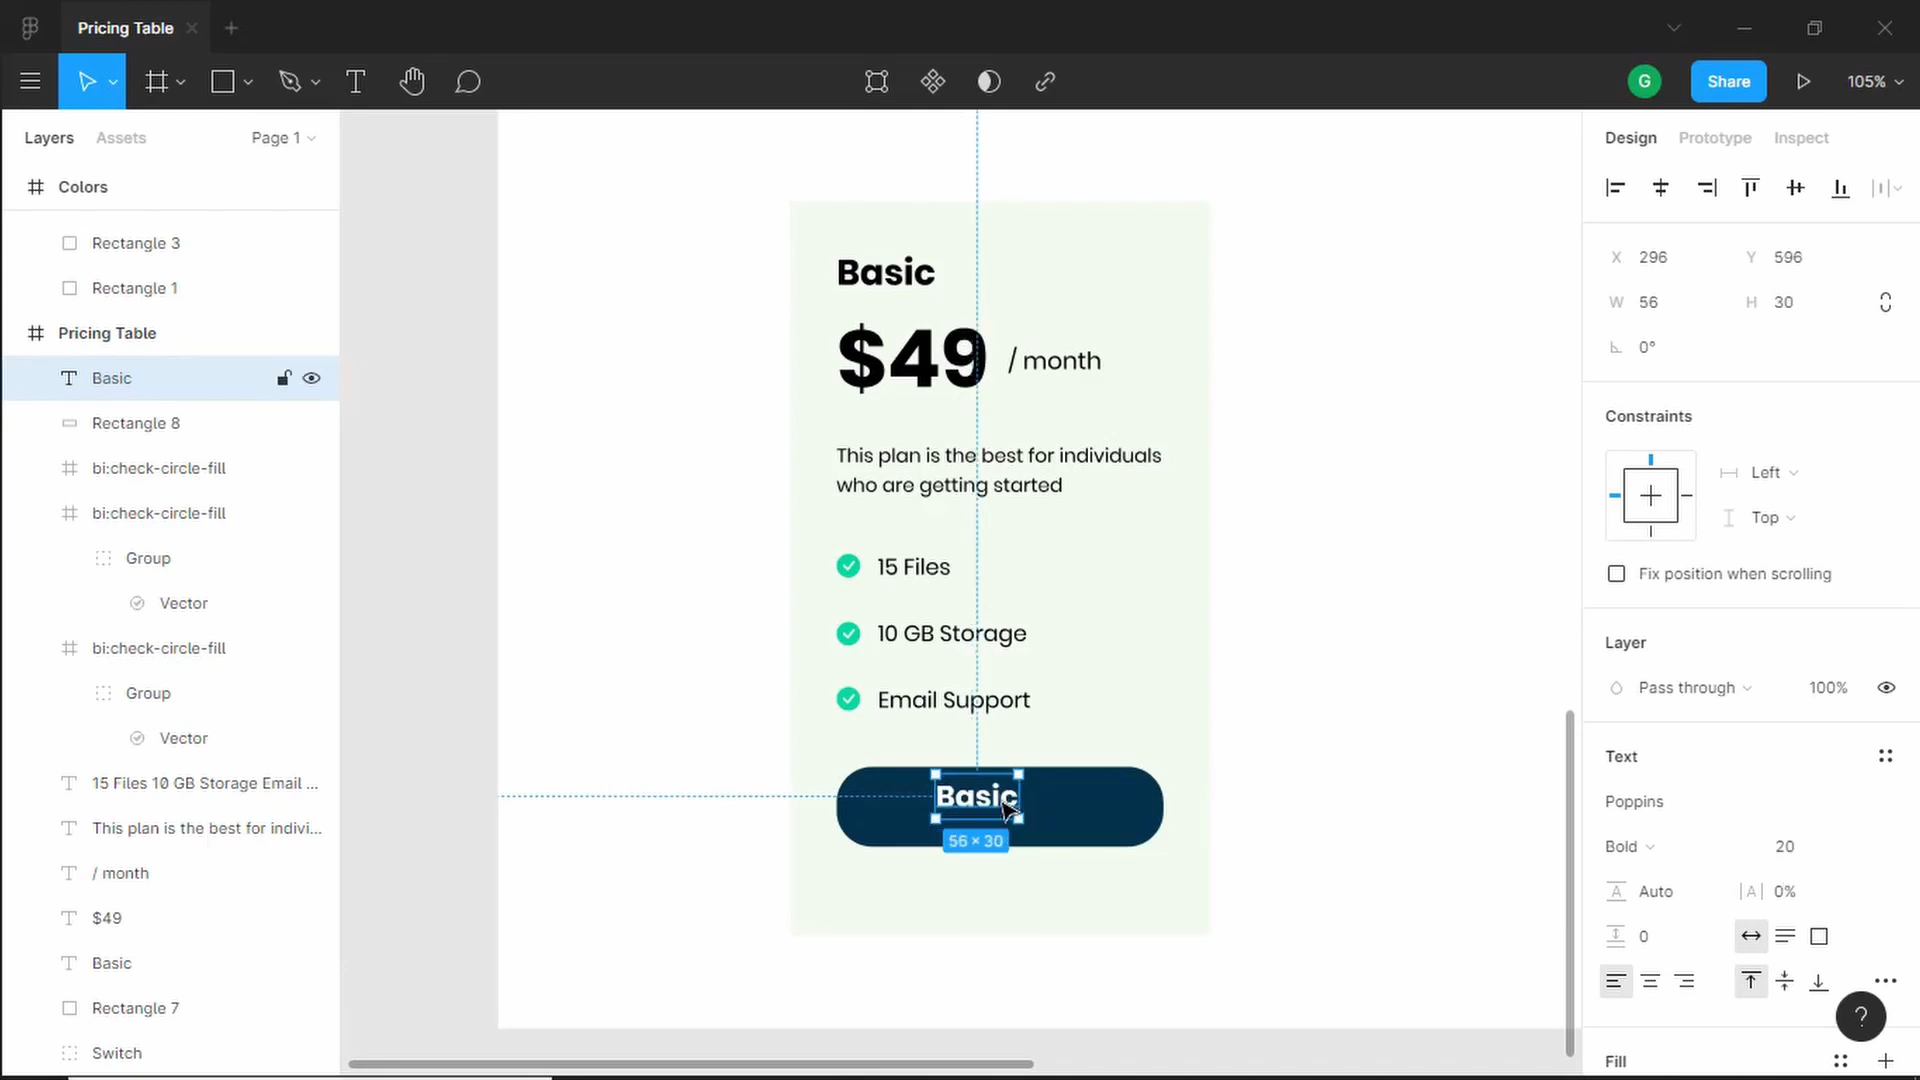 Pricing Table
G
Share
105%
Layers
Assets
Page 1
Colors
Rectangle 3
Rectangle 1
Pricing Table
Basic
Rectangle 8
bi:check-circle-fill
bi:check-circle-fill
Group
Vector
bi:check-circle-fill
Group
Vector
15 Files 10 GB Storage Email ...
This plan is the best for indivi...
/ month
$49
Basic
Rectangle 7
Switch
Basic
$49 / month
This plan is the best for individuals
who are getting started
15 Files
10 GB Storage
Email Support
Basic
56 × 30
Design
Prototype
Inspect
X 296
Y 596
W 56
H 30
0°
Constraints
Left
Top
Fix position when scrolling
Layer
Pass through
100%
Text
Poppins
Bold
20
A Auto
|A| 0%
0
?
Fill